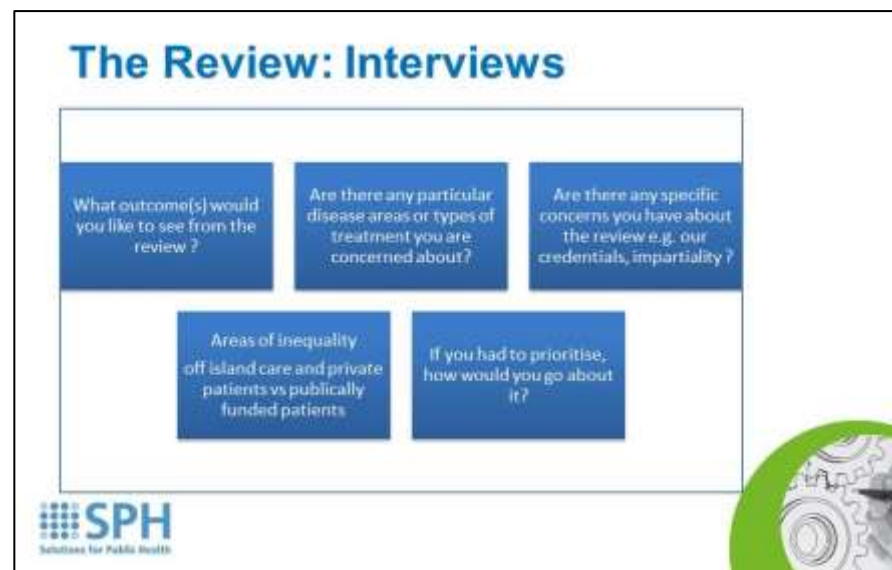 The Review: Interviews
What outcome(s) would
you like to see from the
review ?
Are there any particular
disease areas or types of
treatment you are
concerned about?
Are there any specific
concerns you have about
the review e.g. our
credentials, impartiality ?
Areas of inequality
off island care and private
patients vs publically
funded patients
If you had to prioritise,
how would you go about
it?
SPH
Solutions for Public Health